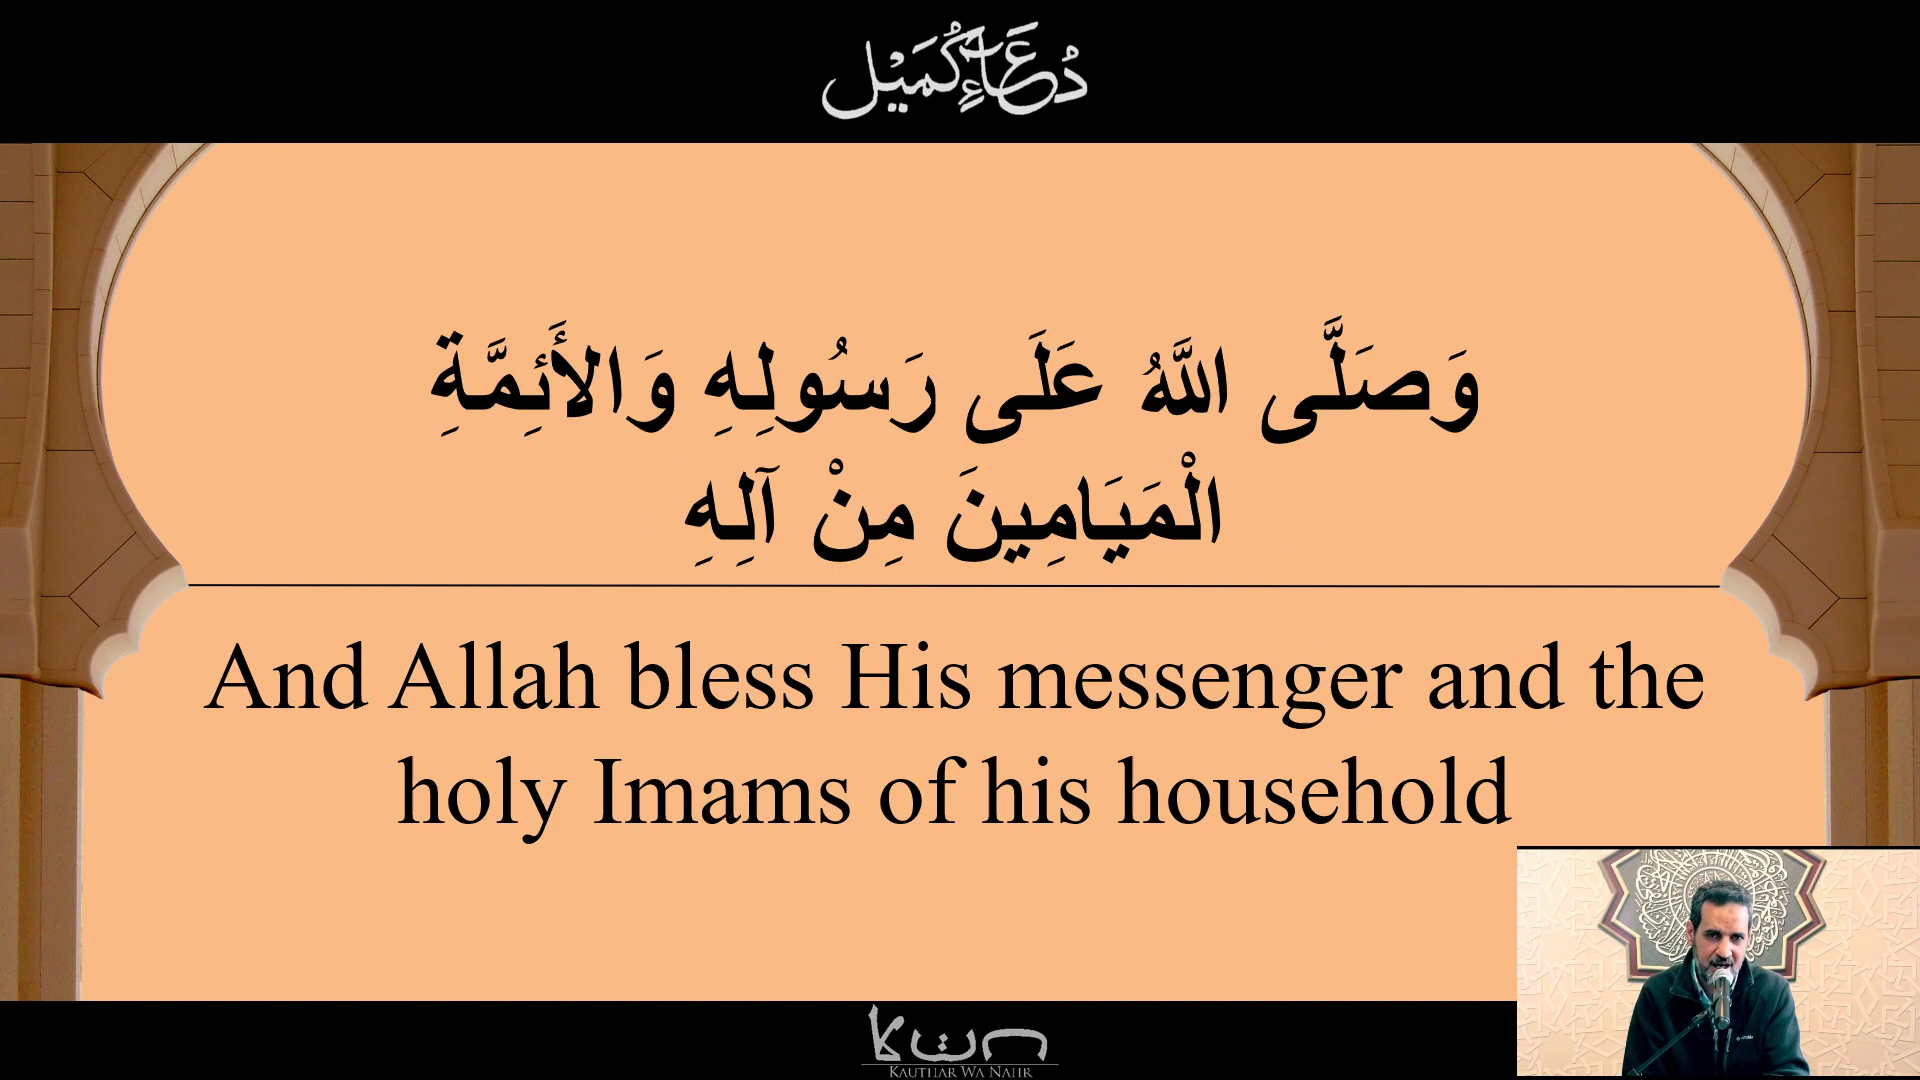 دُعَاءِ كُمَيْل
وَصَلَّى اللَّهُ عَلَى رَسُولِهِ وَالأَئِمَّةِ
الْمَيَامِينَ مِنْ آلِهِ
And Allah bless His messenger and the
holy Imams of his household
KAUTHAR WA NAHR